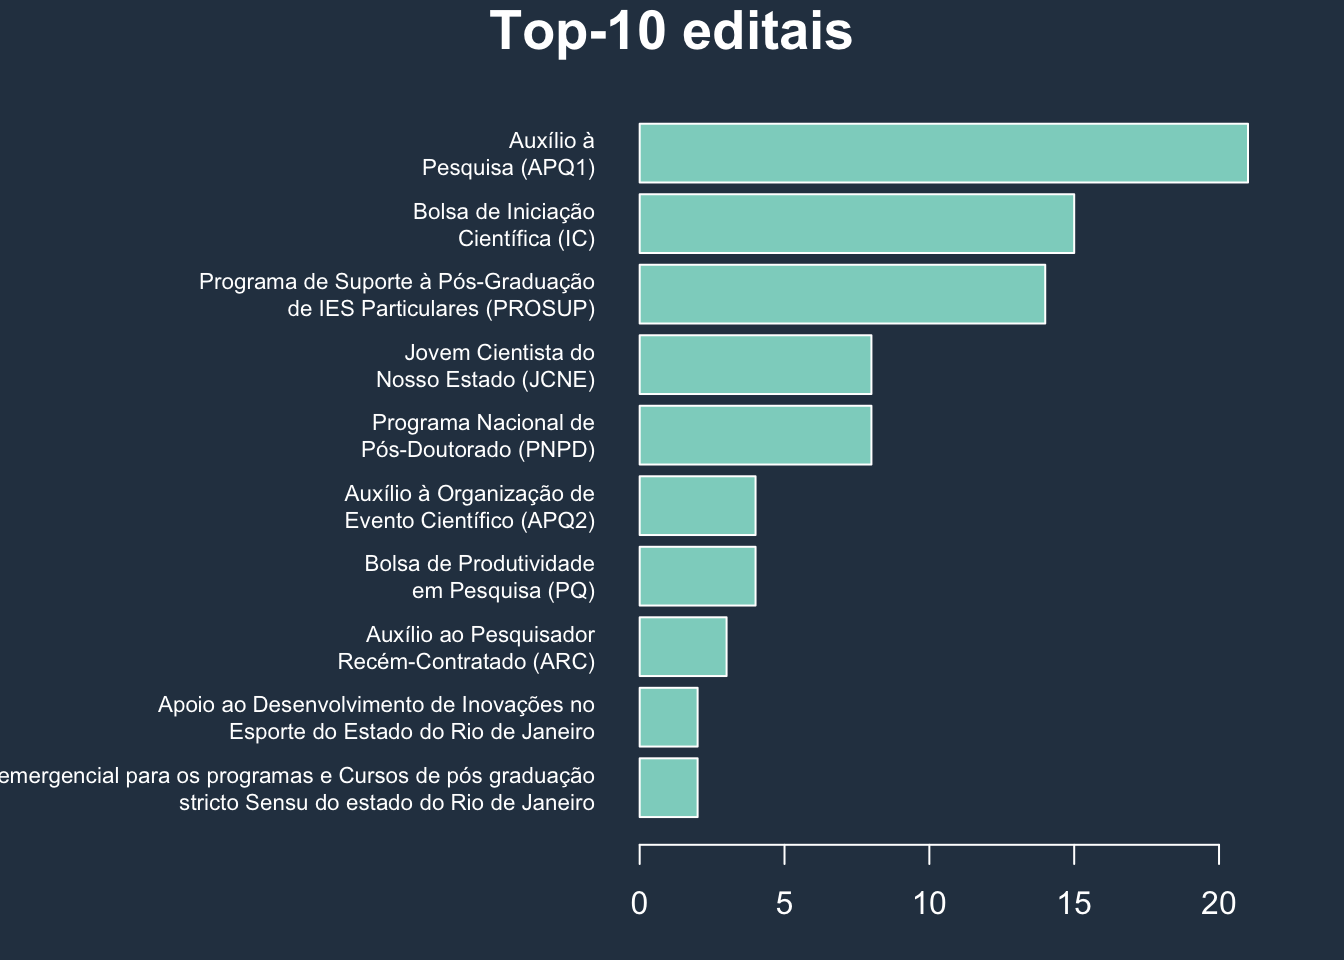 Top-10 editais
Auxílio à
Pesquisa (APQ1)
Bolsa de Iniciação
Científica (IC)
Programa de Suporte à Pós-Graduação
de IES Particulares (PROSUP)
Jovem Cientista do
Nosso Estado (JCNE)
Programa Nacional de
Pós-Doutorado (PNPD)
Auxílio à Organização de
Evento Científico (APQ2)
Bolsa de Produtividade
em Pesquisa (PQ)
Auxílio ao Pesquisador
Recém-Contratado (ARC)
Apoio ao Desenvolvimento de Inovações no
Esporte do Estado do Rio de Janeiro
emergencial para os programas e Cursos de pós graduação
stricto Sensu do estado do Rio de Janeiro
0 5 10 15 20